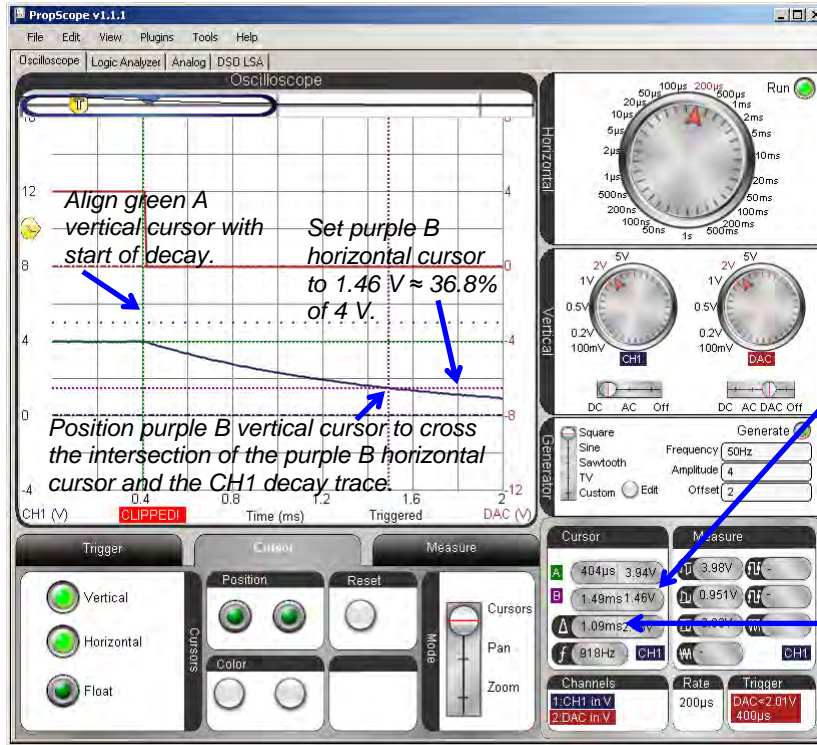 PropScope v1.1.1
File Edit View Plugins Tools Help
Oscilloscope Logic Analyzer Analog DSO LSA
Oscilloscope
T
12
8
4
0
-4
4
0
-4
-8
-12
Align green A
vertical cursor with
start of decay.
Set purple B
horizontal cursor
to 1.46 V ≈ 36.8%
of 4 V.
Position purple B vertical cursor to cross
the intersection of the purple B horizontal
cursor and the CH1 decay trace.
0.4 0.8 1.2 1.6 2
CH1 (V) CLIPPED! Time (ms) Triggered DAC (V)
Horizontal
Run
100µs 200µs
50µs 500µs
20µs 1ms
10µs 2ms
5µs 5ms
2µs 10ms
1µs 20ms
500ns 50ms
200ns 100ms
100ns 200ms
50ns 1s 500ms
Vertical
5V 5V
2V 2V
1V 1V
0.5V 0.5V
0.2V 0.2V
100mV 100mV
CH1 DAC
DC AC Off DC AC DAC Off
Generator
Square
Sine
Sawtooth
TV
Custom Edit
Generate
Frequency 50Hz
Amplitude 4
Offset 2
Trigger Cursor Measure
Vertical
Horizontal
Float
Cursors
Position Reset
Color
Mode
Cursors
Pan
Zoom
Cursor Measure
A 404µs 3.94V
B 1.49ms 1.46V
Δ 1.09ms
f 918Hz CH1
3.98V -
0.951V -
-
- CH1
Channels Rate Trigger
1:CH1 in V 200µs DAC<2.01V
2:DAC in V 400µs